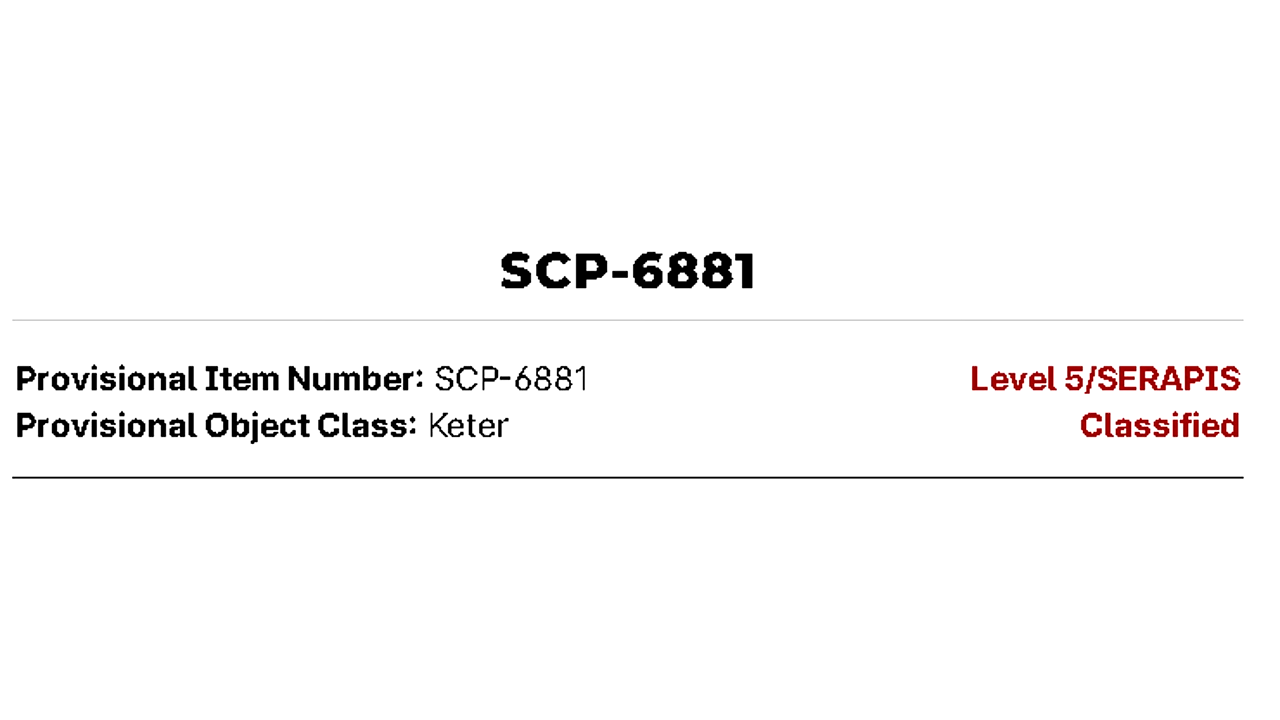 SCP-6881
Provisional Item Number: SCP-6881
Level 5/SERAPIS
Provisional Object Class: Keter
Classified